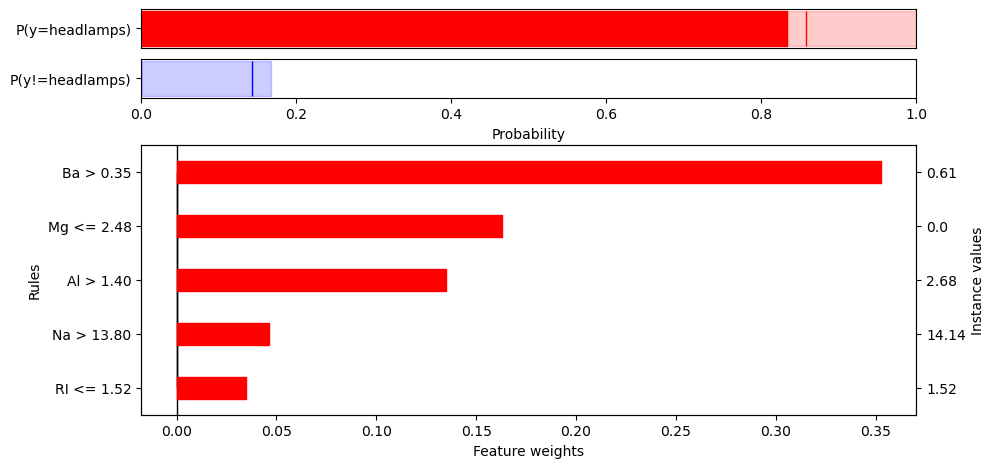 P(y=headlamps)
P(y!=headlamps)
0.0 0.2 0.4 0.6 0.8 1.0
Probability
Rules
Ba > 0.35 0.61
Mg <= 2.48 0.0
Al > 1.40 2.68
Na > 13.80 14.14
RI <= 1.52 1.52
Instance values
0.00 0.05 0.10 0.15 0.20 0.25 0.30 0.35
Feature weights